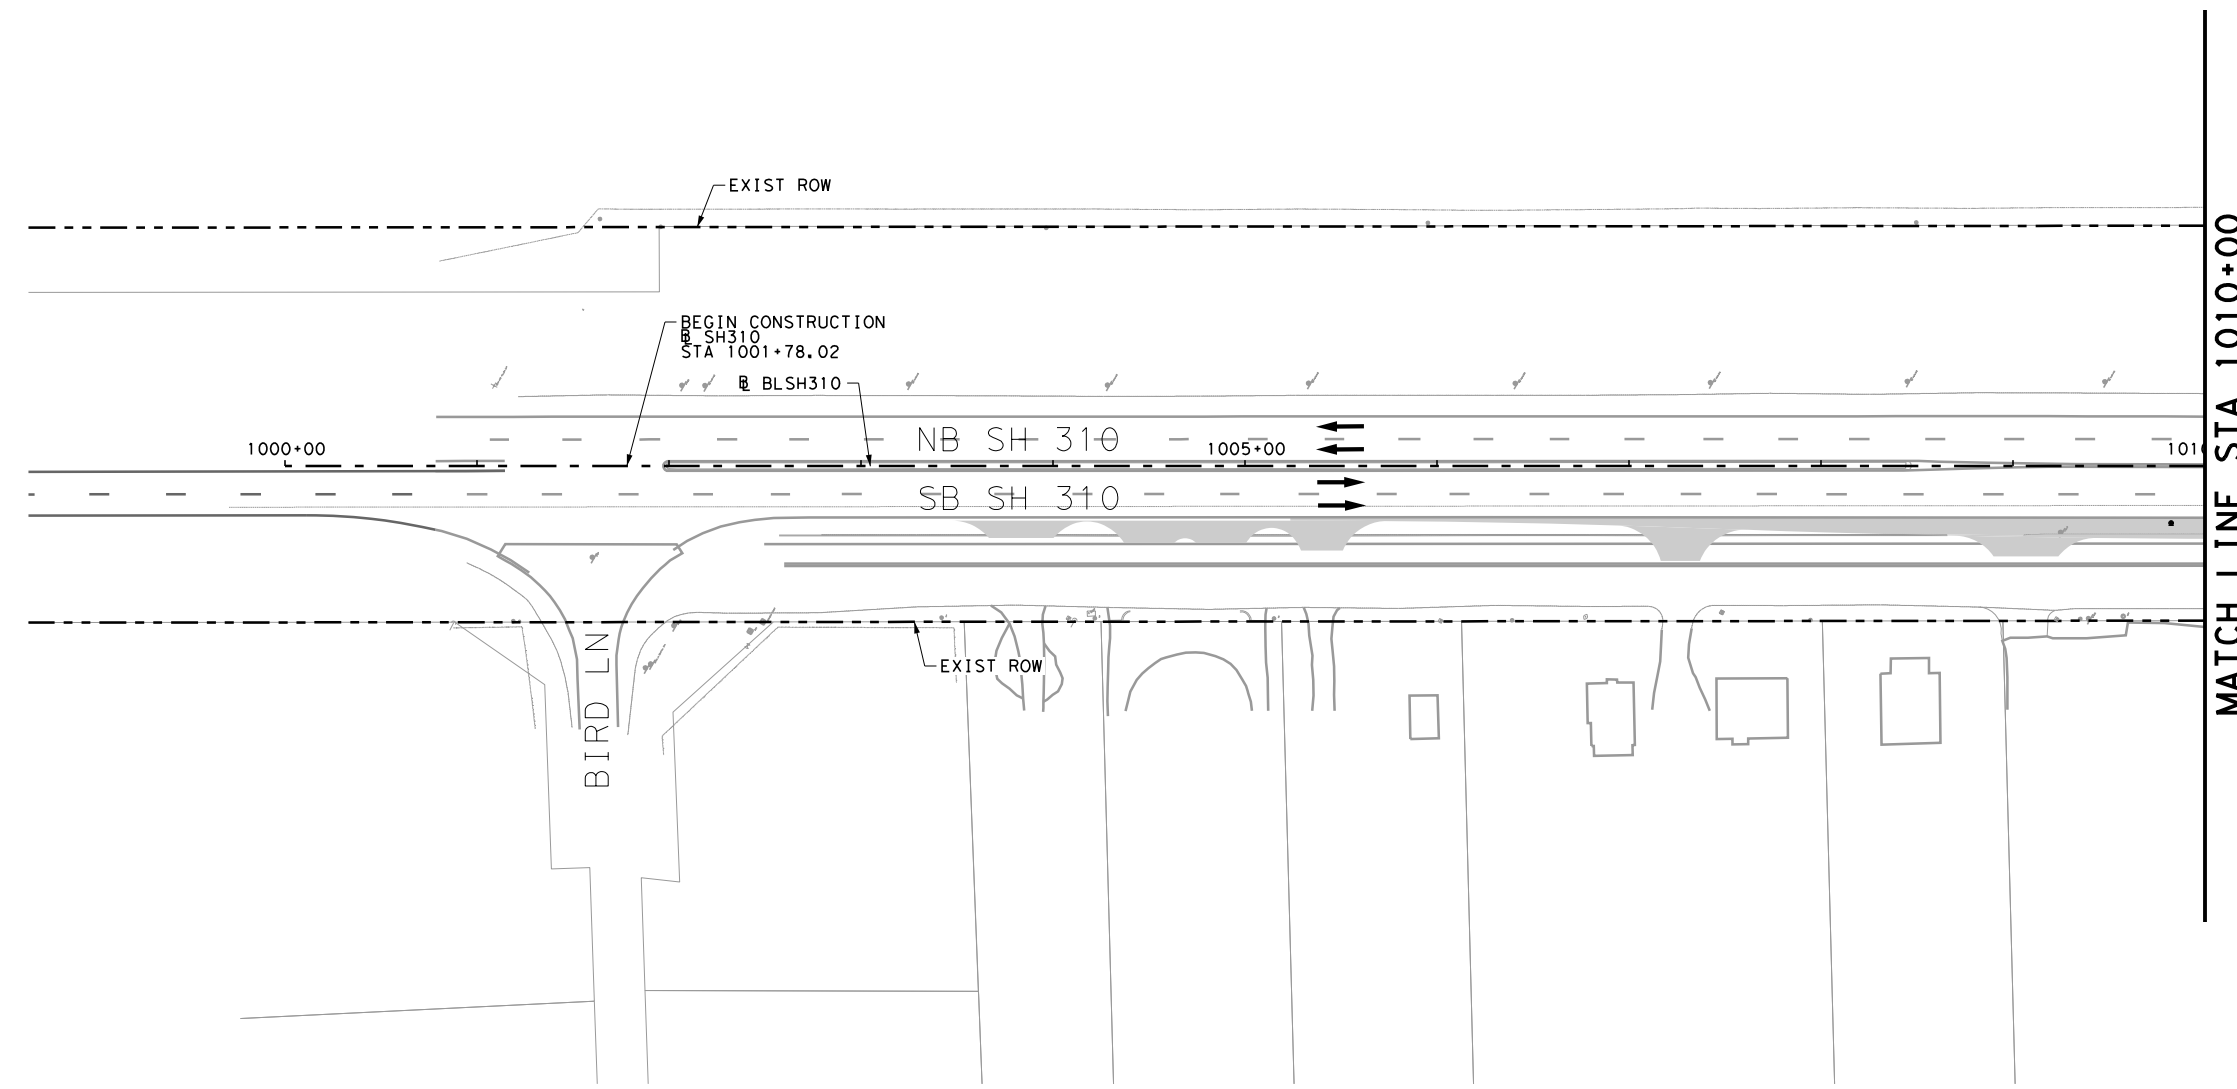 EXIST ROW
BEGIN CONSTRUCTION
℄ SH310
STA 1001+78.02
℄ BLSH310
NB SH 310
1000+00
1005+00
1010
SB SH 310
EXIST ROW
BIRD LN
MATCH LINE STA 1010+00